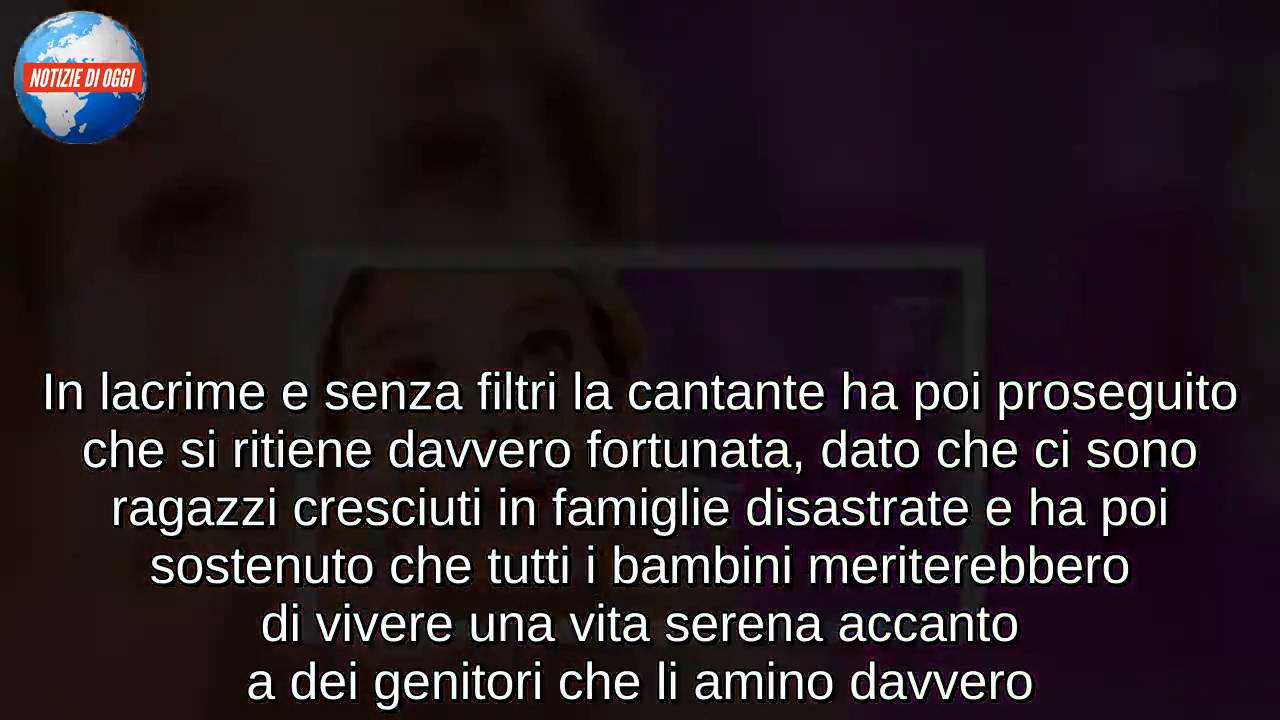 NOTIZIE DI OGGI
In lacrime e senza filtri la cantante ha poi proseguito
che si ritiene davvero fortunata, dato che ci sono
ragazzi cresciuti in famiglie disastrate e ha poi
sostenuto che tutti i bambini meriterebbero
di vivere una vita serena accanto
a dei genitori che li amino davvero